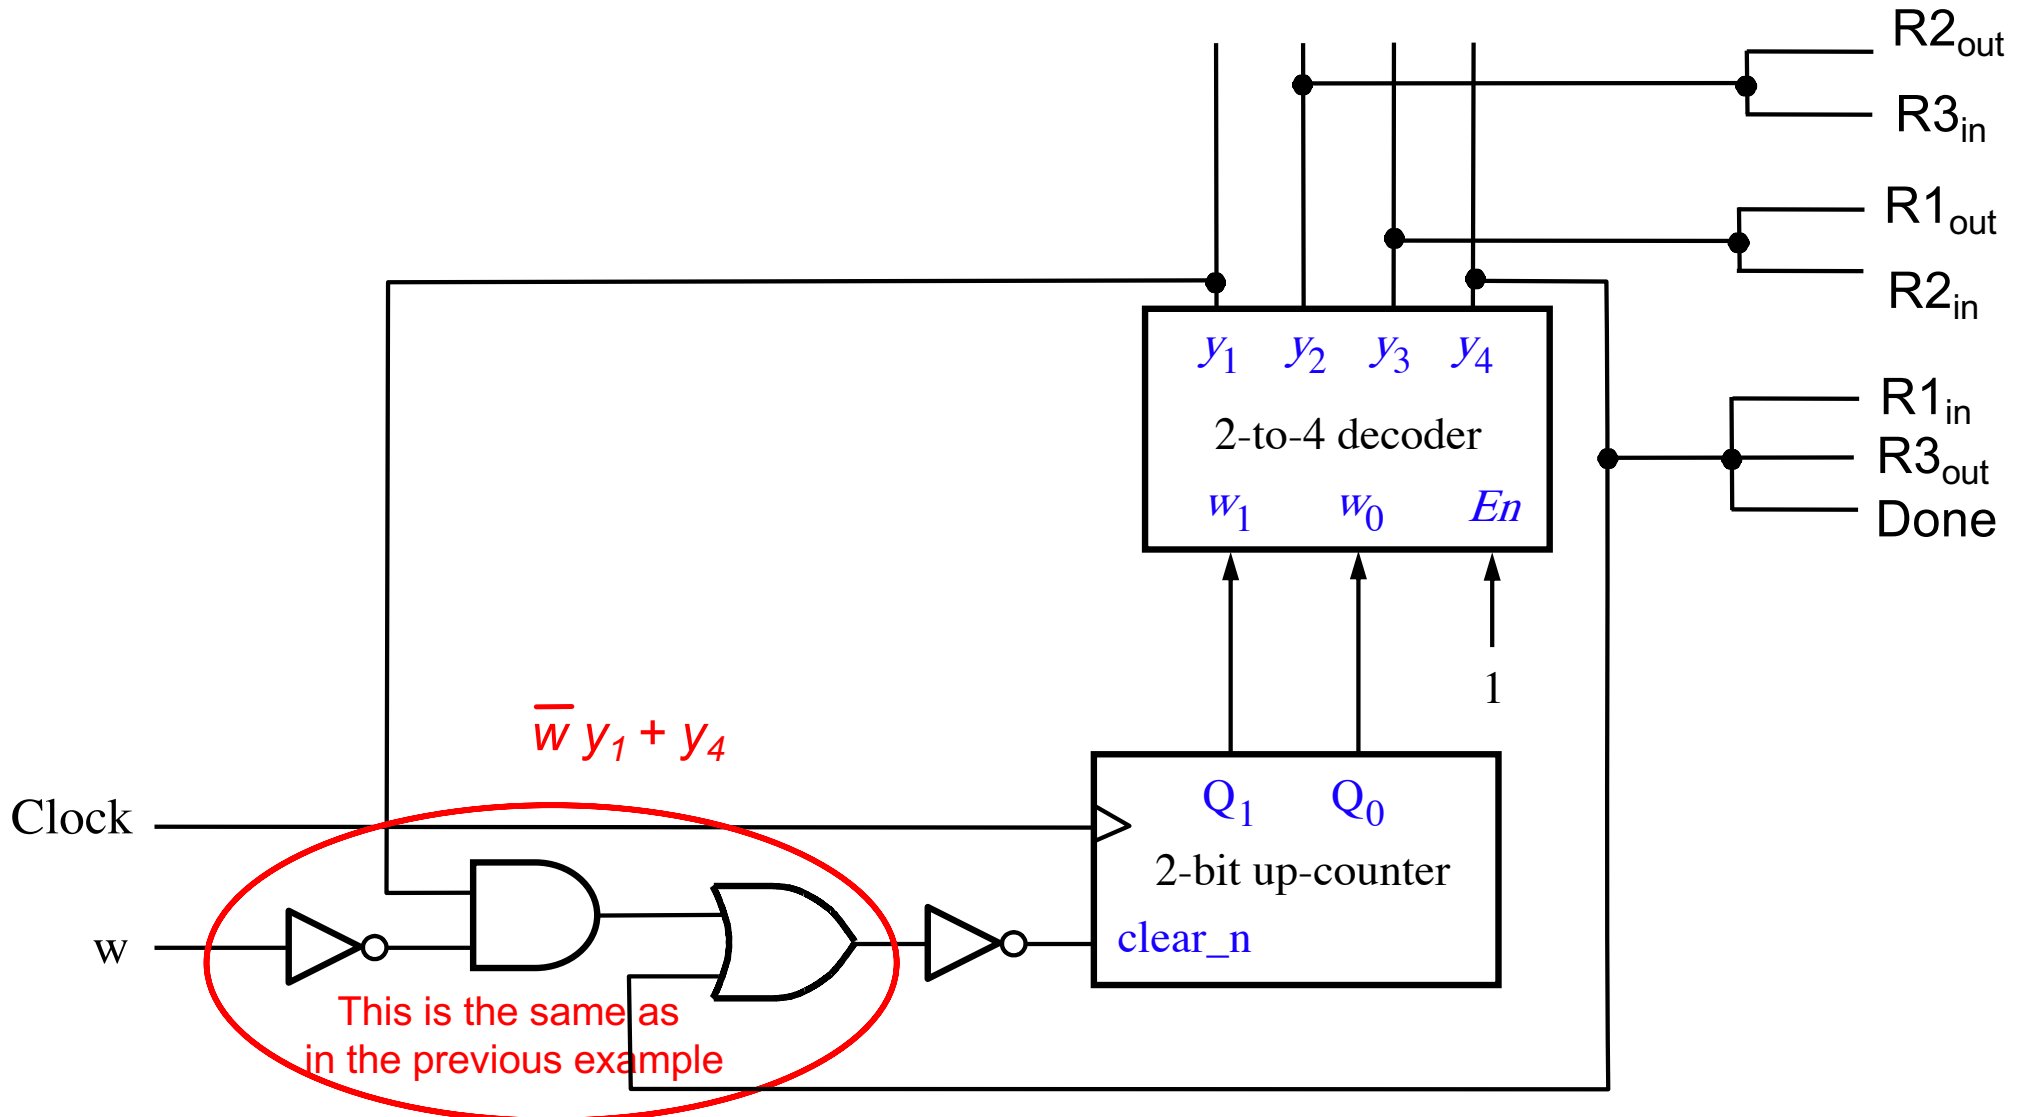 R2out
R3in
R1out
R2in
y1 y2 y3 y4
2-to-4 decoder
R1in
R3out
w1 w0 En
Done
1
w̅ y1 + y4
Clock
Q1 Q0
2-bit up-counter
w
clear_n
This is the same as
in the previous example